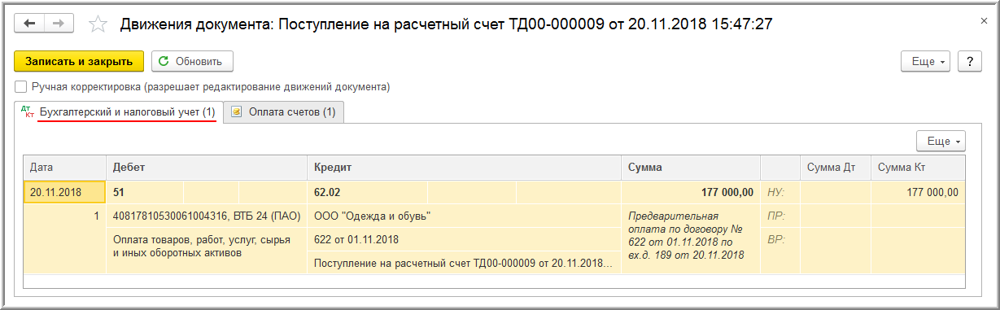 Движения документа: Поступление на расчетный счет ТД00-000009 от 20.11.2018 15:47:27
Записать и закрыть Обновить Еще ?
Ручная корректировка (разрешает редактирование движений документа)
Дт Кт Бухгалтерский и налоговый учет (1) Оплата счетов (1)
Еще
Дата Дебет Кредит Сумма Сумма Дт Сумма Кт
20.11.2018 51 62.02 177 000,00 НУ: 177 000,00
1 40817810530061004316, ВТБ 24 (ПАО) ООО "Одежда и обувь" Предварительная ПР:
оплата по договору №
Оплата товаров, работ, услуг, сырья 622 от 01.11.2018 622 от 01.11.2018 по ВР:
и иных оборотных активов вх.д. 189 от 20.11.2018
Поступление на расчетный счет ТД00-000009 от 20.11.2018...